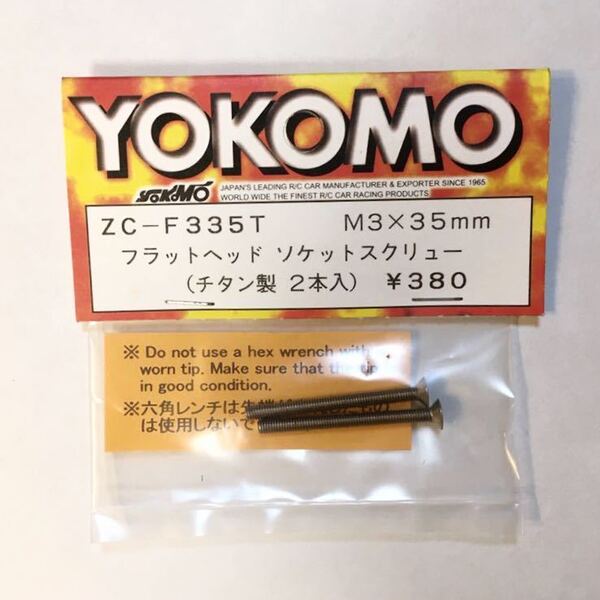 YOKOMO
YOKOMO
JAPAN'S LEADING R/C CAR MANUFACTURER & EXPORTER SINCE 1965
WORLD WIDE THE FINEST R/C CAR RACING PRODUCTS
ZC-F335T M3×35mm
フラットヘッド ソケットスクリュー
(チタン製 2本入) ¥380
※ Do not use a hex wrench with
worn tip. Make sure that the
in good condition.
※六角レンチは先端が
は使用しないで